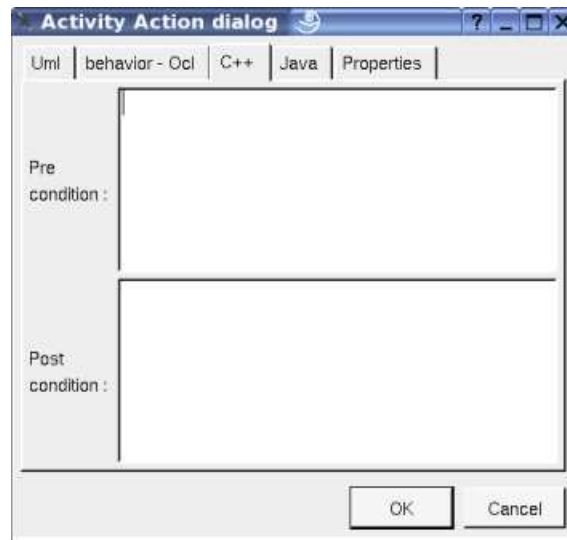 Activity Action dialog
Uml behavior - Ocl C++ Java Properties
Pre
condition :
Post
condition :
OK Cancel